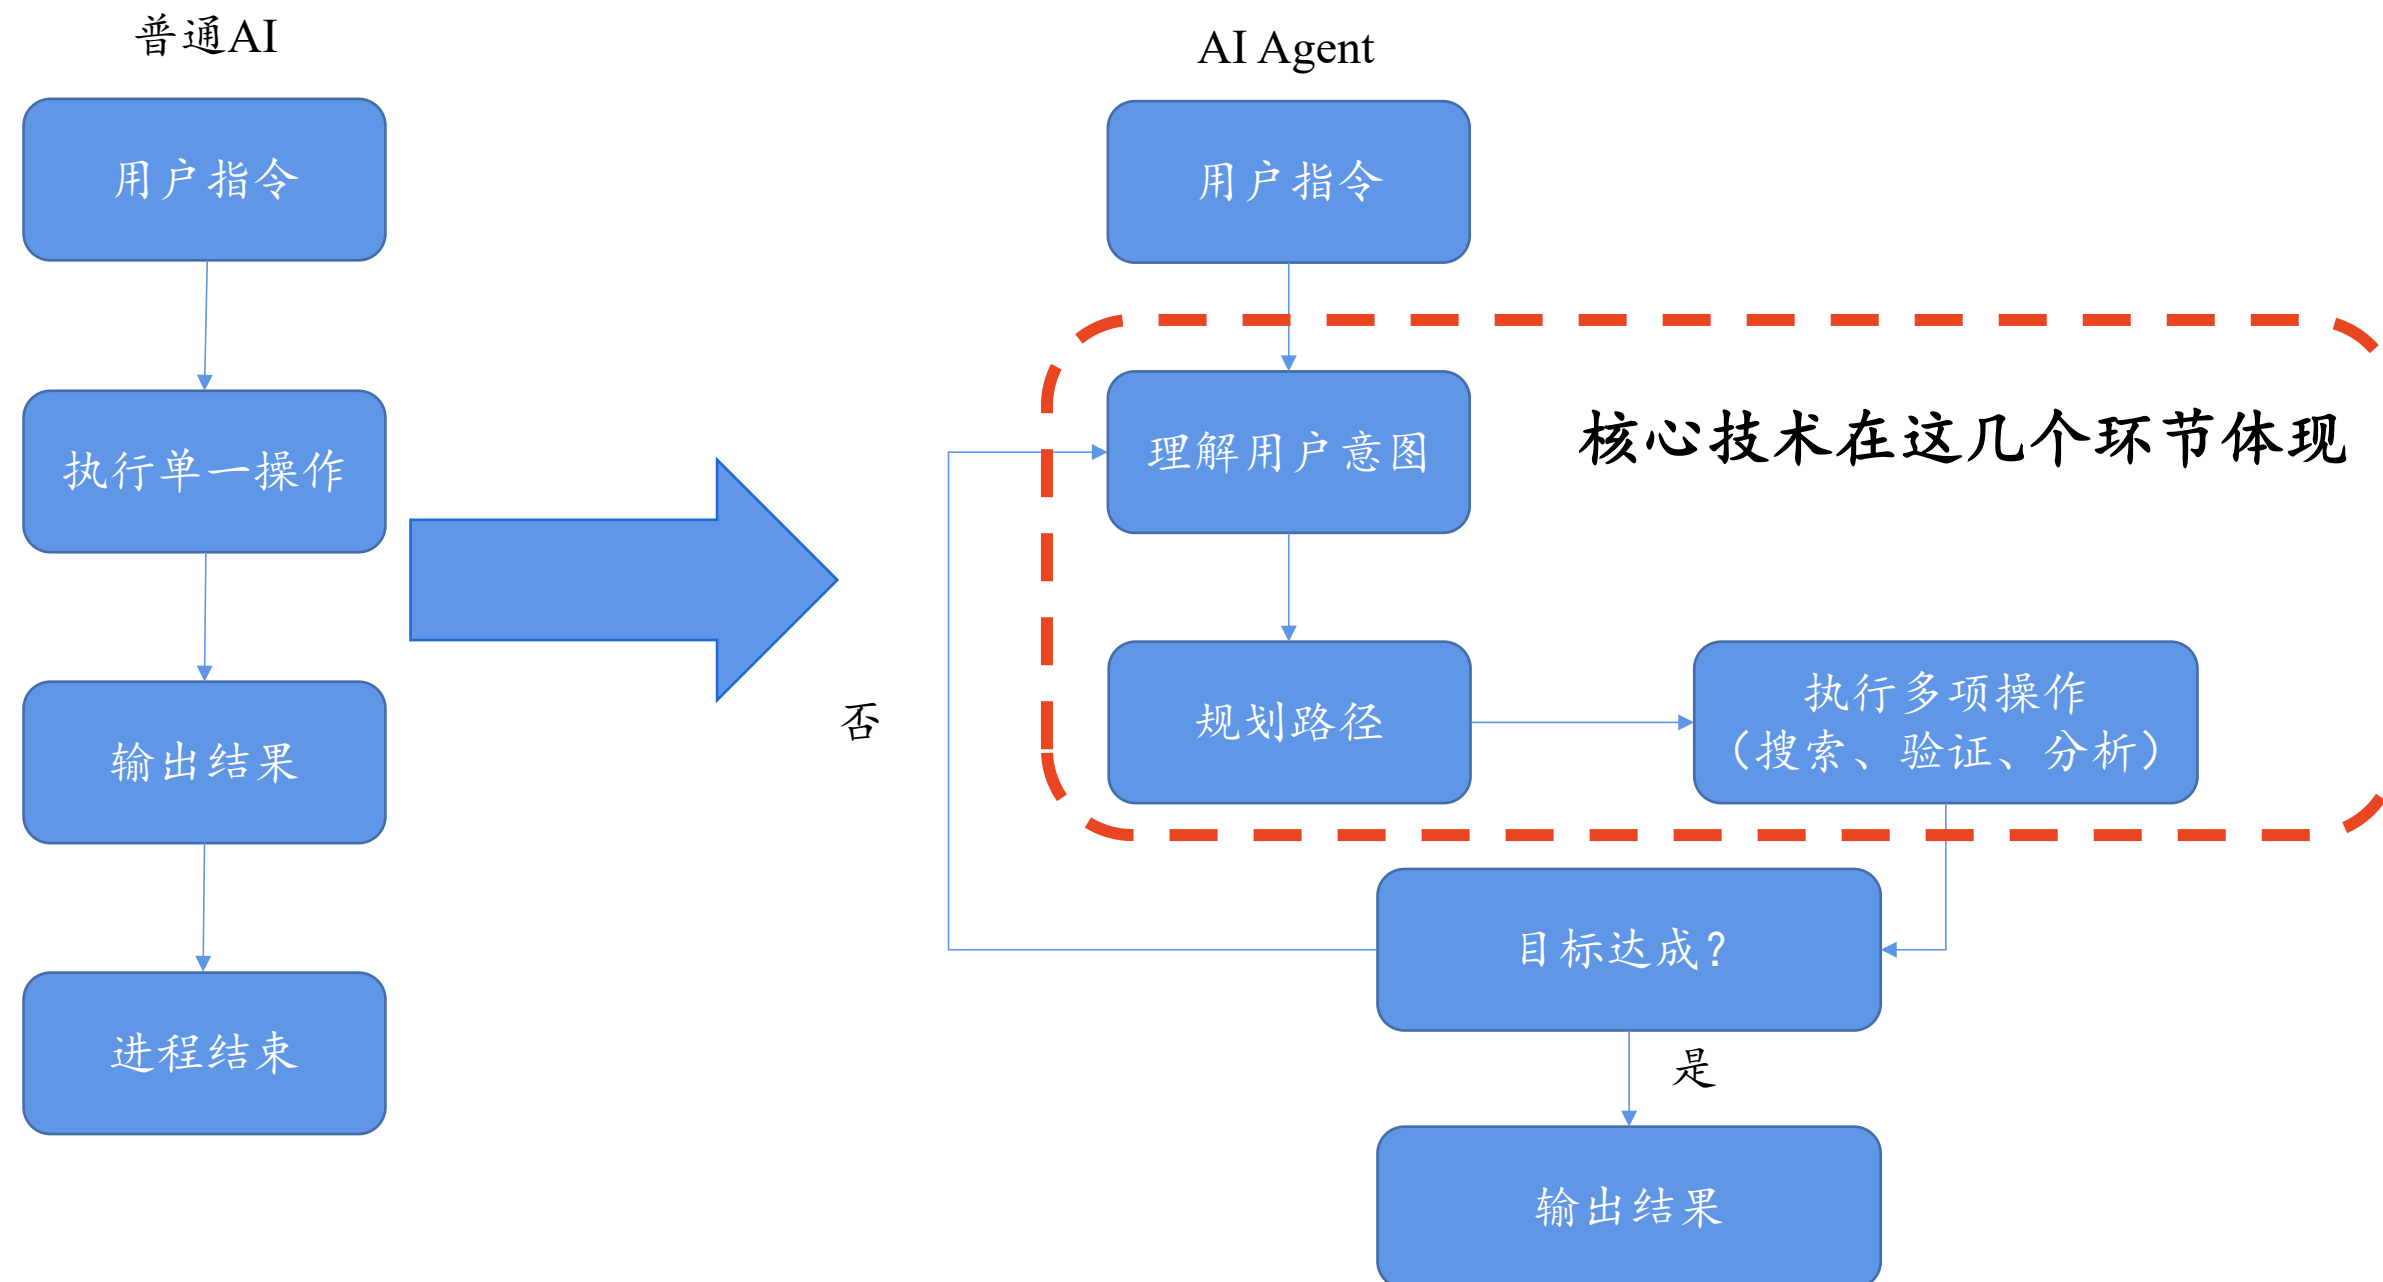 普通AI
用户指令
执行单一操作
输出结果
进程结束
AI Agent
用户指令
理解用户意图
核心技术在这几个环节体现
规划路径
执行多项操作
（搜索、验证、分析）
否
目标达成？
是
输出结果